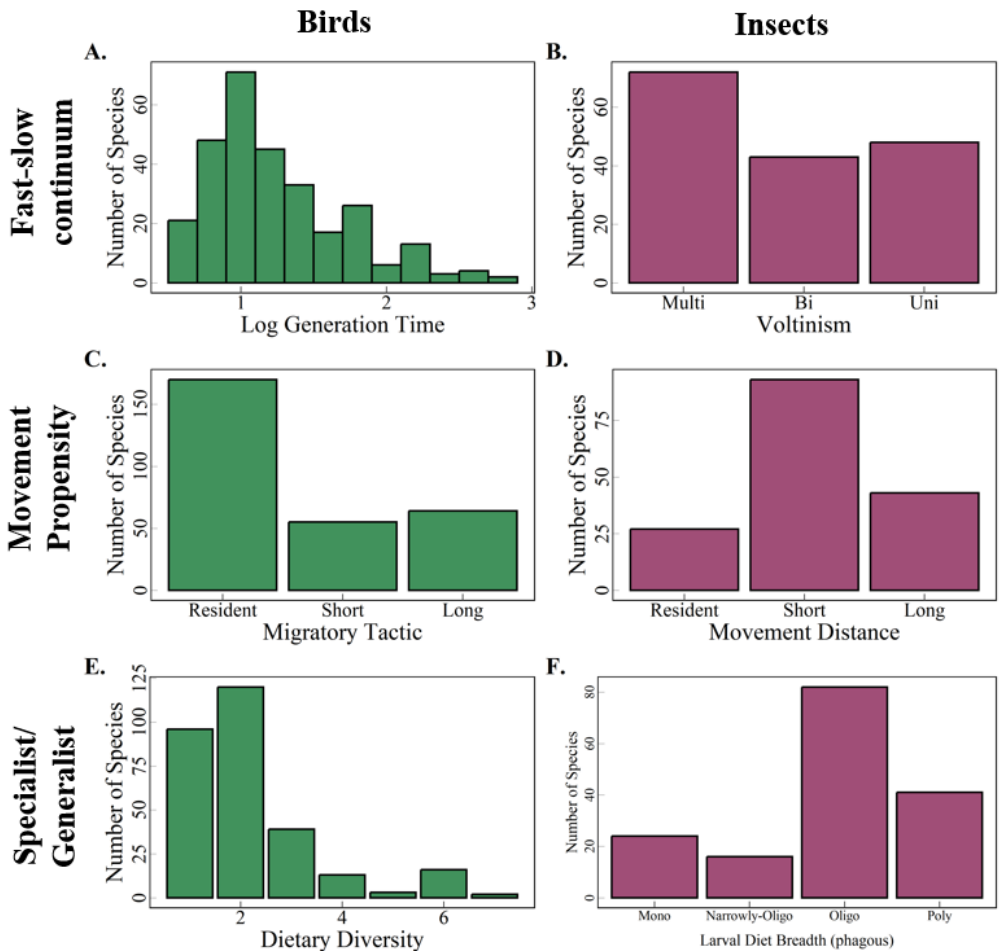 Birds
Insects
Fast-slow
continuum
A.
Number of Species
0
20
40
60
1
2
3
Log Generation Time
B.
Number of Species
0
20
40
60
Multi
Bi
Uni
Voltinism
Movement
Propensity
C.
Number of Species
0
50
100
150
Resident
Short
Long
Migratory Tactic
D.
Number of Species
0
25
50
75
Resident
Short
Long
Movement Distance
Specialist/
Generalist
E.
Number of Species
0
25
50
75
100
125
2
4
6
Dietary Diversity
F.
Number of Species
0
20
40
60
80
Mono
Narrowly-Oligo
Oligo
Poly
Larval Diet Breadth (phagous)